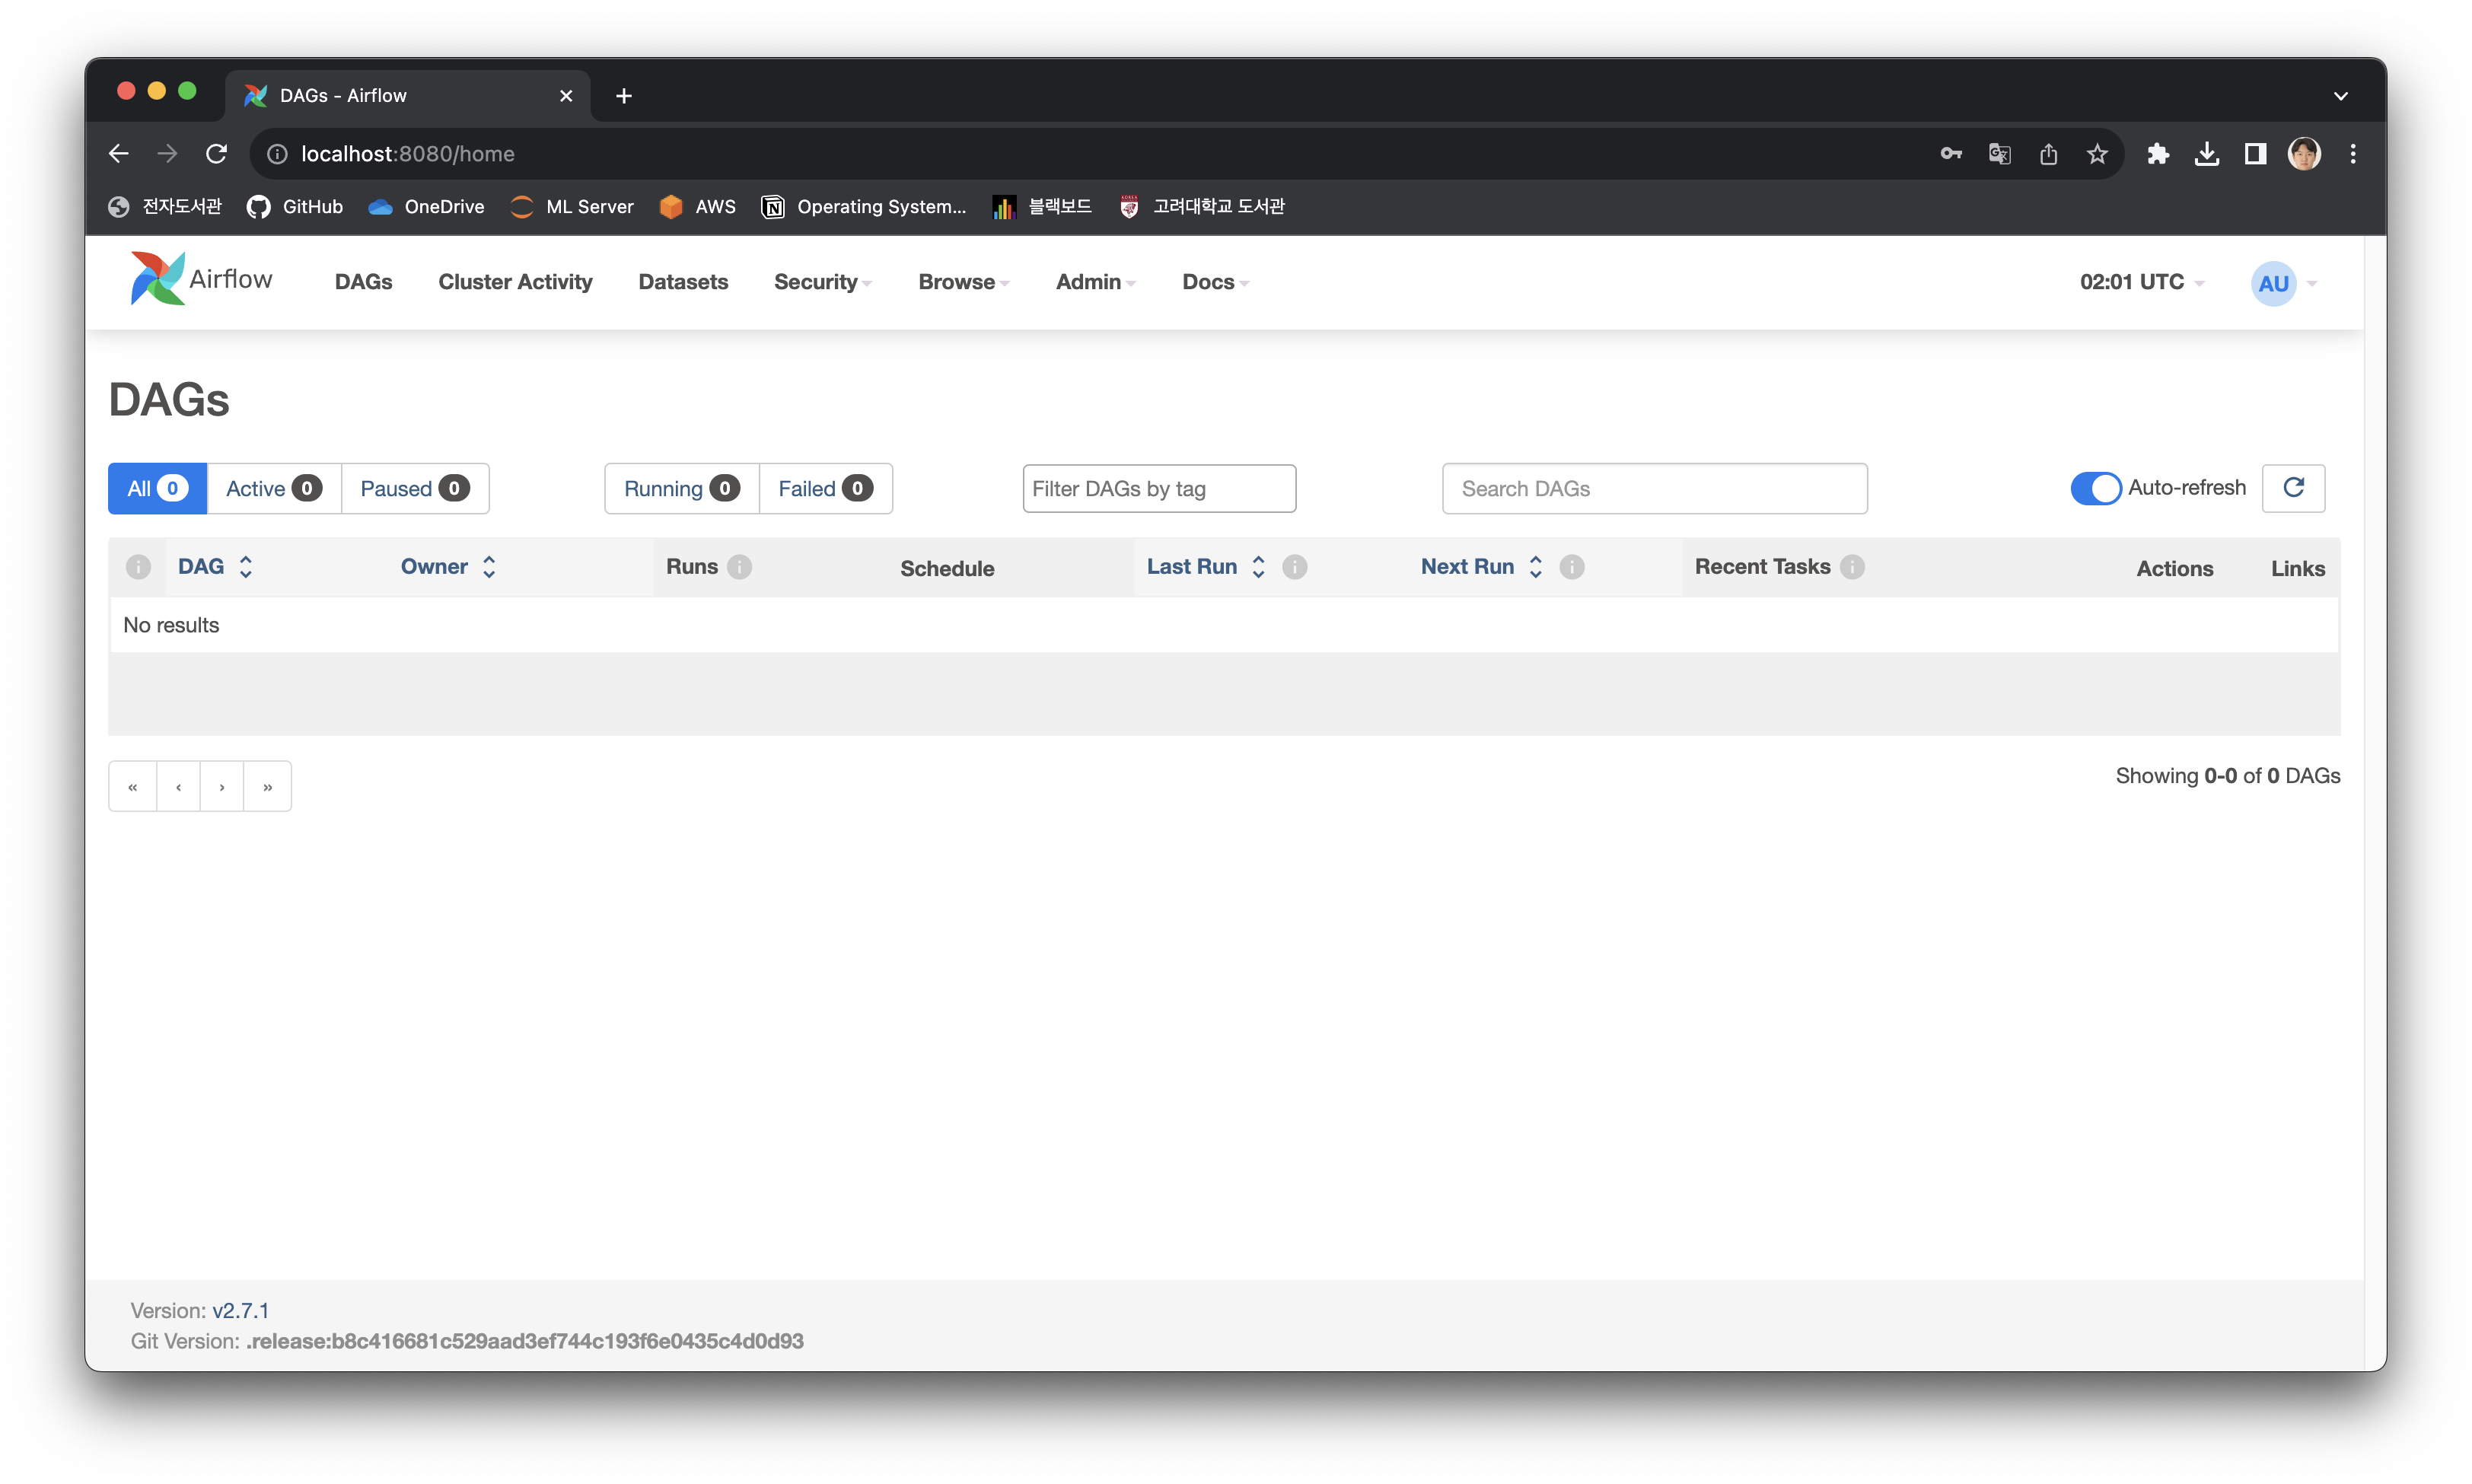 DAGs - Airflow
localhost:8080/home
전자도서관 GitHub OneDrive ML Server AWS Operating System... 블랙보드 고려대학교 도서관
Airflow DAGs Cluster Activity Datasets Security Browse Admin Docs 02:01 UTC AU
DAGs
All 0 Active 0 Paused 0 Running 0 Failed 0 Filter DAGs by tag Search DAGs Auto-refresh
DAG Owner Runs Schedule Last Run Next Run Recent Tasks Actions Links
No results
« ‹ › » Showing 0-0 of 0 DAGs
Version: v2.7.1
Git Version: .release:b8c416681c529aad3ef744c193f6e0435c4d0d93